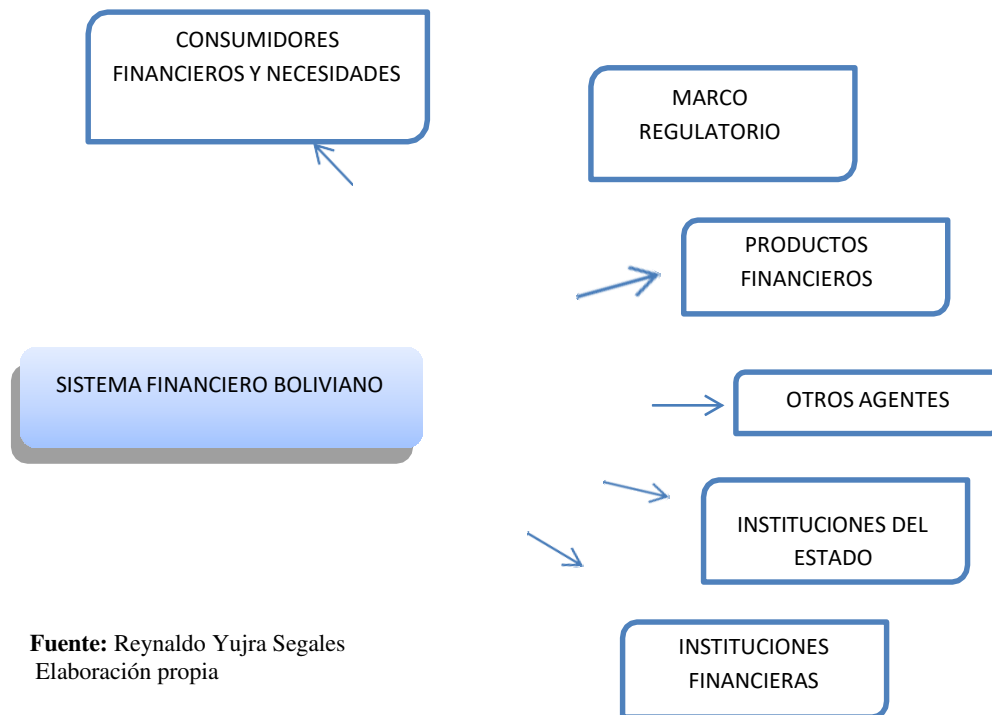 CONSUMIDORES
FINANCIEROS Y NECESIDADES
MARCO
REGULATORIO
PRODUCTOS
FINANCIEROS
SISTEMA FINANCIERO BOLIVIANO
OTROS AGENTES
INSTITUCIONES DEL
ESTADO
INSTITUCIONES
FINANCIERAS
Fuente: Reynaldo Yujra Segales
Elaboración propia